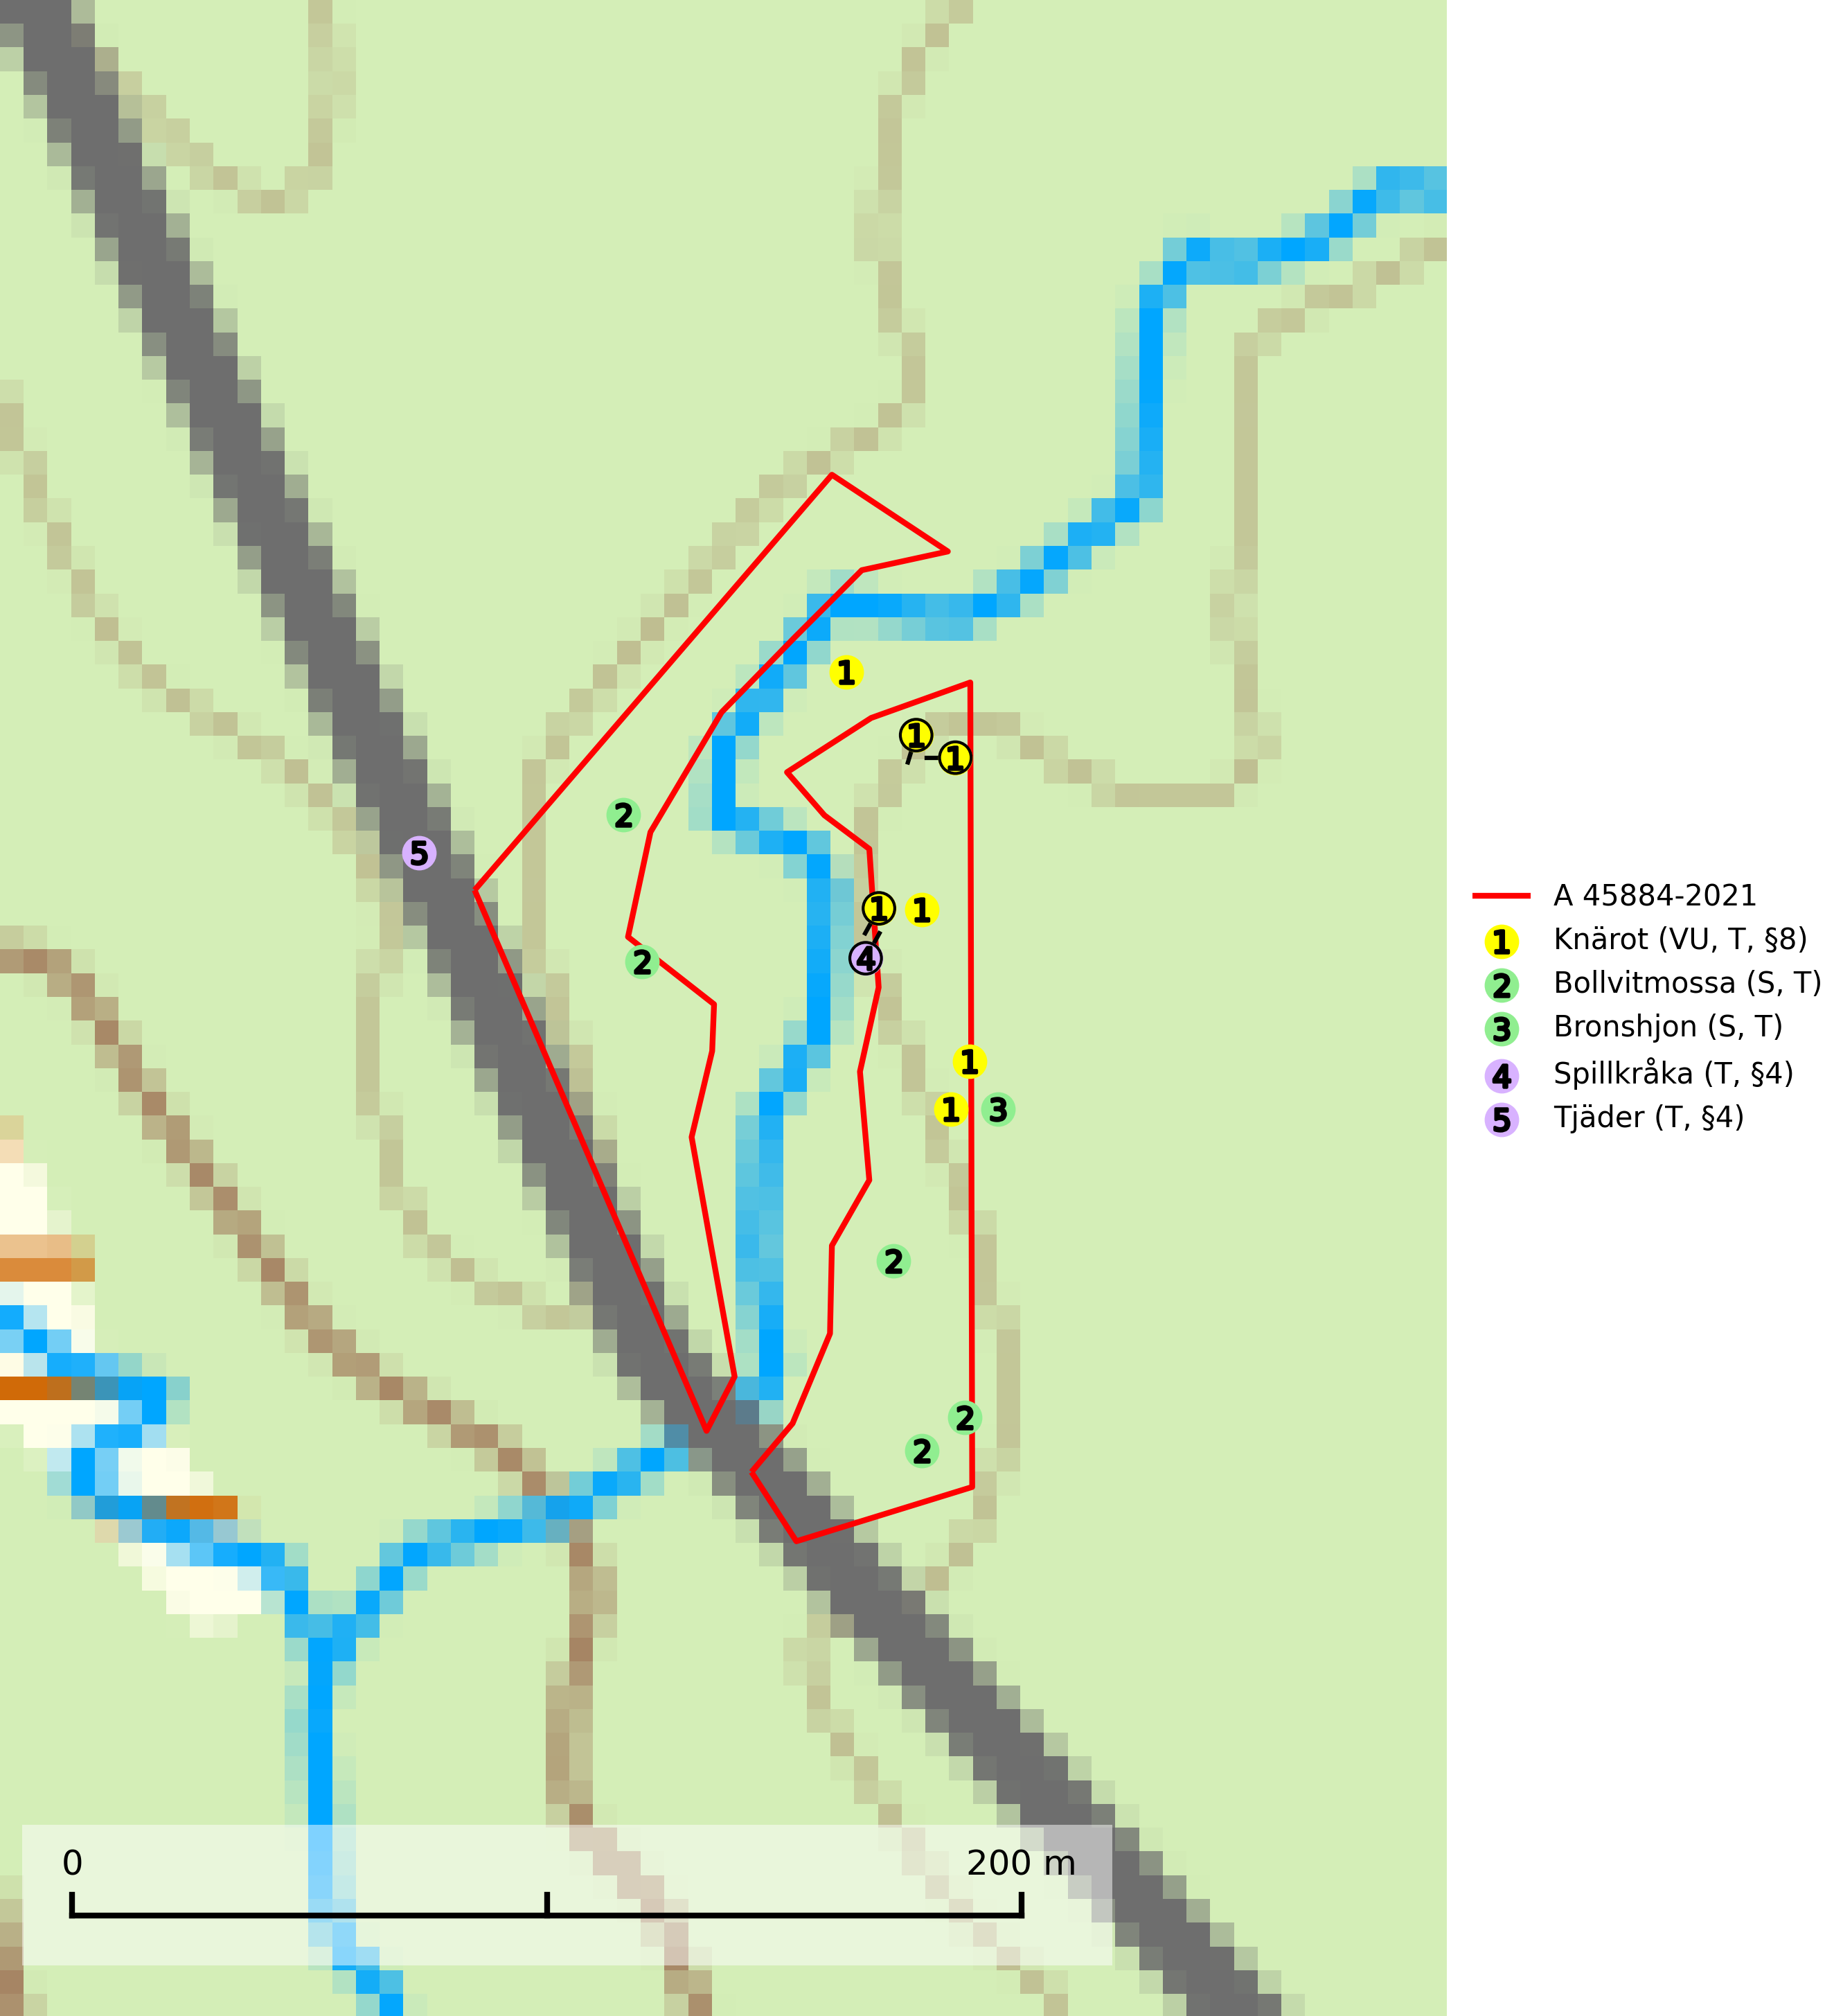 1
1
1
2
5
1
1
2
4
1
1
3
2
2
2
0
200 m
A 45884-2021
1 Knärot (VU, T, §8)
2 Bollvitmossa (S, T)
3 Bronshjon (S, T)
4 Spillkråka (T, §4)
5 Tjäder (T, §4)